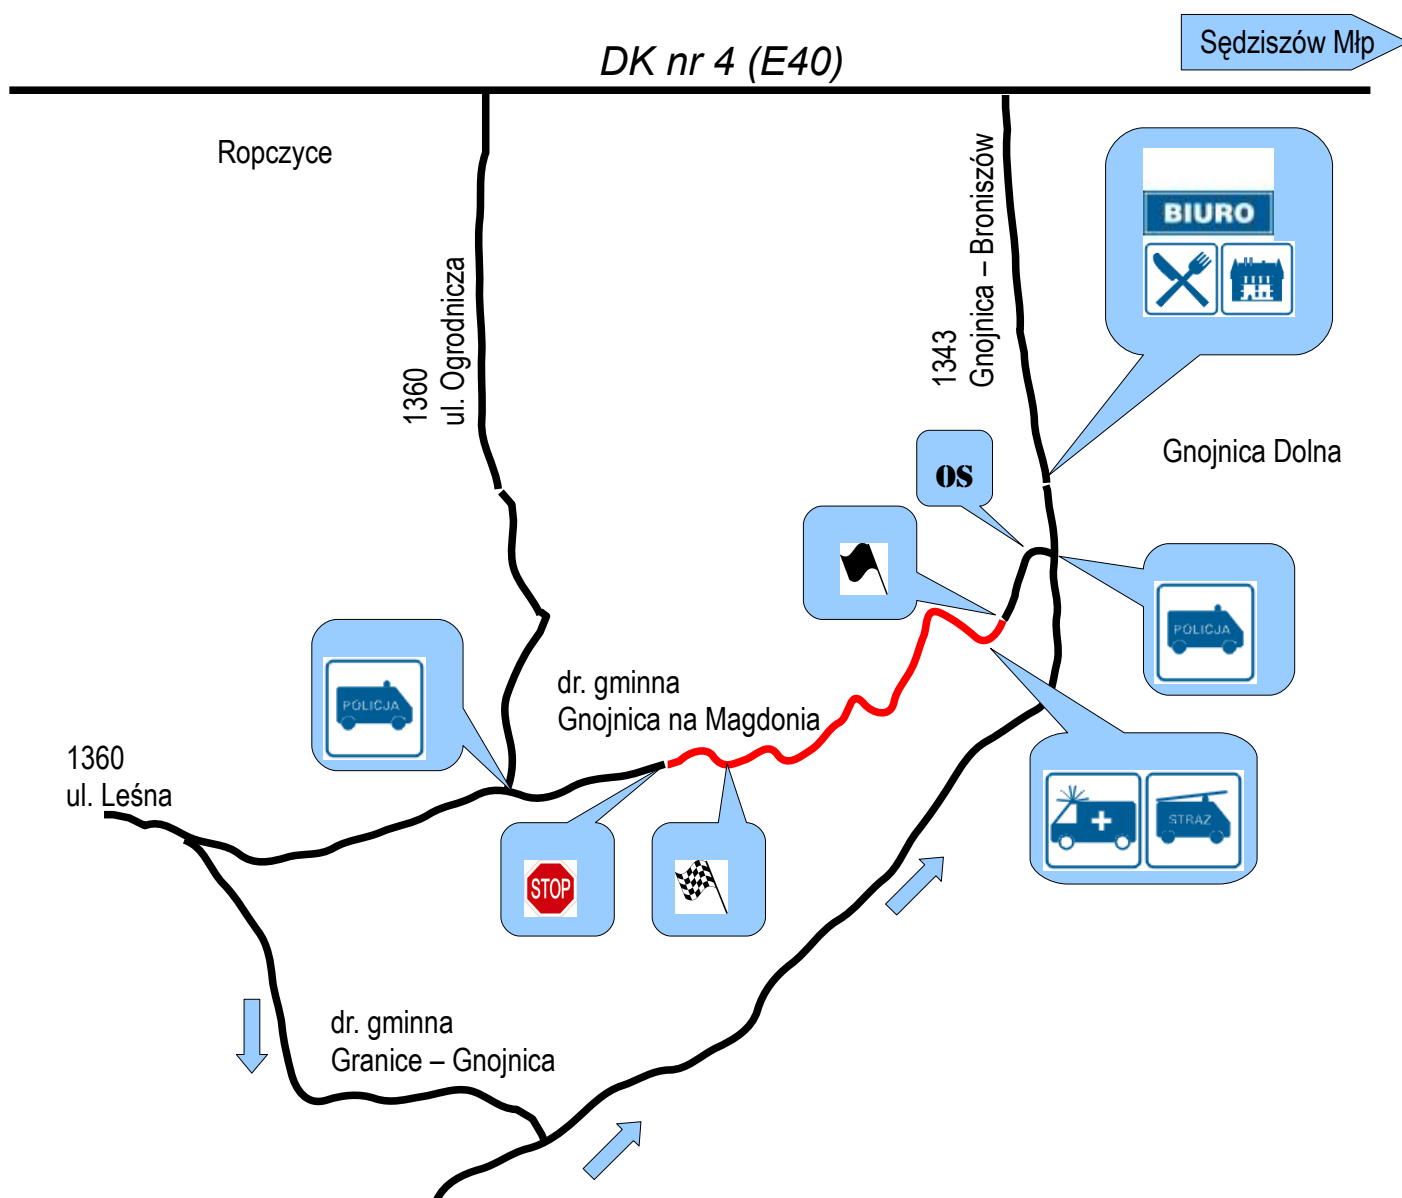 Sędziszów Młp
DK nr 4 (E40)
Ropczyce
BIURO
1360
ul. Ogrodnicza
1343
Gnojnica – Broniszów
Gnojnica Dolna
os
POLICJA
POLICJA
dr. gminna
Gnojnica na Magdonia
1360
ul. Leśna
STRAZ
STOP
dr. gminna
Granice – Gnojnica